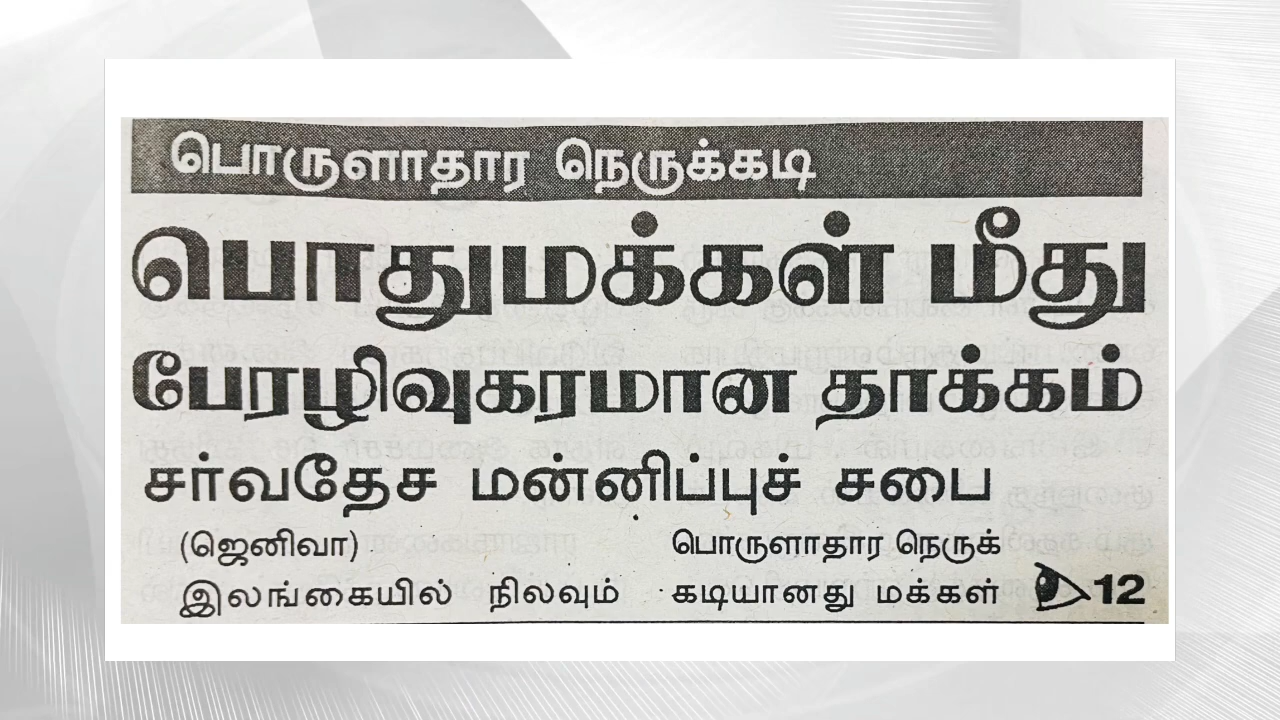 பொருளாதார நெருக்கடி
பொதுமக்கள் மீது
பேரழிவுகரமான தாக்கம்
சர்வதேச மன்னிப்புச் சபை
(ஜெனிவா)
இலங்கையில் நிலவும்
பொருளாதார நெருக்
கடியானது மக்கள்
12